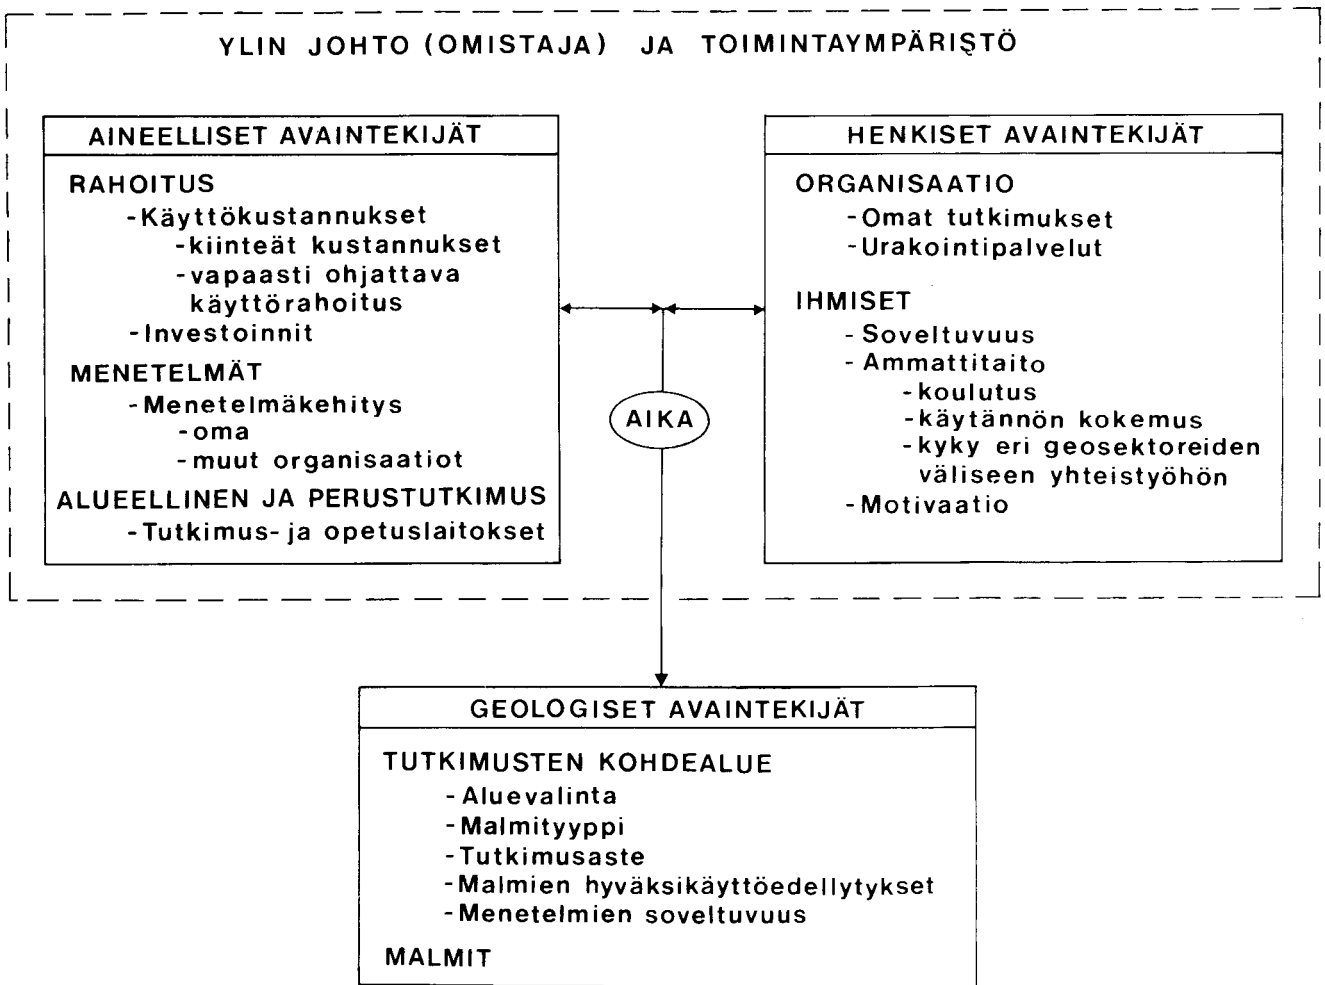 YLIN JOHTO (OMISTAJA) JA TOIMINTAYMPÄRISTÖ
AINEELLISET AVAINTEKIJÄT
RAHOITUS
-Käyttökustannukset
-kiinteät kustannukset
-vapaasti ohjattava
käyttörahoitus
-Investoinnit
MENETELMÄT
-Menetelmäkehitys
-oma
-muut organisaatiot
ALUEELLINEN JA PERUSTUTKIMUS
-Tutkimus- ja opetuslaitokset
HENKISET AVAINTEKIJÄT
ORGANISAATIO
-Omat tutkimukset
-Urakointipalvelut
IHMISET
- Soveltuvuus
- Ammattitaito
- koulutus
-käytännön kokemus
-kyky eri geosektoreiden
väliseen yhteistyöhön
- Motivaatio
AIKA
GEOLOGISET AVAINTEKIJÄT
TUTKIMUSTEN KOHDEALUE
-Aluevalinta
-Malmityyppi
-Tutkimusaste
-Malmien hyväksikäyttöedellytykset
-Menetelmien soveltuvuus
MALMIT